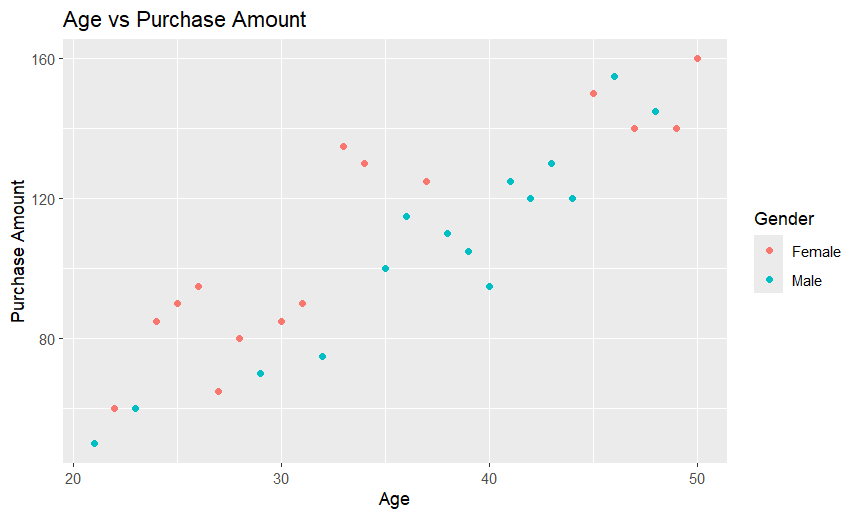 Age vs Purchase Amount
Purchase Amount
160
120
80
20
30
40
50
Age
Gender
Female
Male